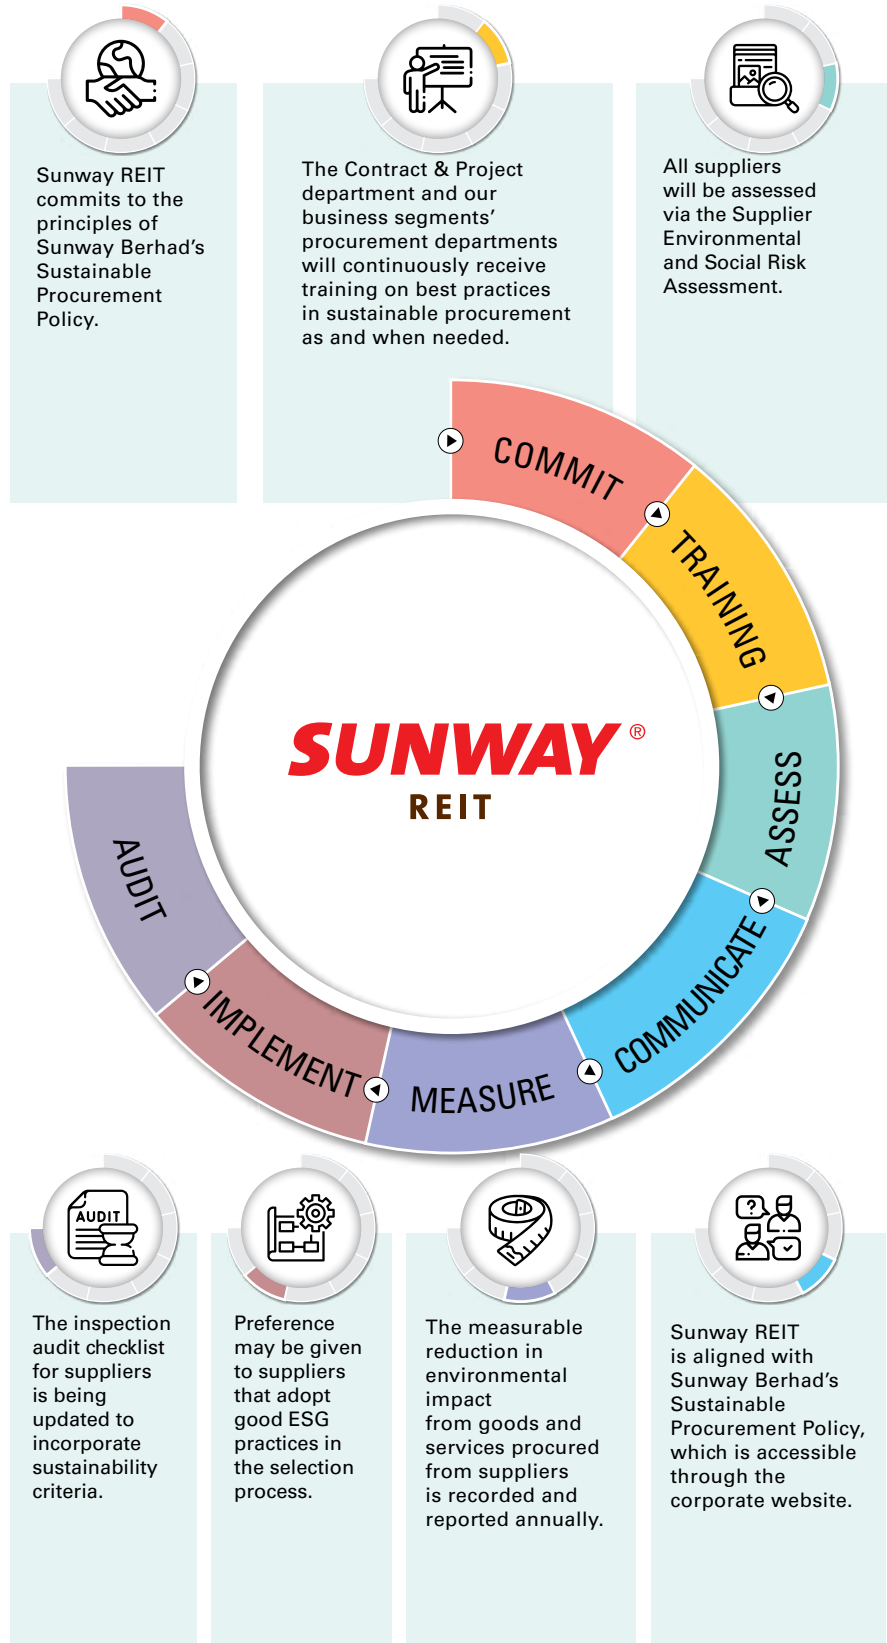 Sunway REIT
commits to the
principles of
Sunway Berhad's
Sustainable
Procurement
Policy.
The Contract & Project
department and our
business segments'
procurement departments
will continuously receive
training on best practices
in sustainable procurement
as and when needed.
All suppliers
will be assessed
via the Supplier
Environmental
and Social Risk
Assessment.
COMMIT
TRAINING
ASSESS
COMMUNICATE
MEASURE
IMPLEMENT
AUDIT
SUNWAY®
REIT
AUDIT
The inspection
audit checklist
for suppliers
is being
updated to
incorporate
sustainability
criteria.
Preference
may be given
to suppliers
that adopt
good ESG
practices in
the selection
process.
The measurable
reduction in
environmental
impact
from goods and
services procured
from suppliers
is recorded and
reported annually.
?
Sunway REIT
is aligned with
Sunway Berhad's
Sustainable
Procurement Policy,
which is accessible
through the
corporate website.